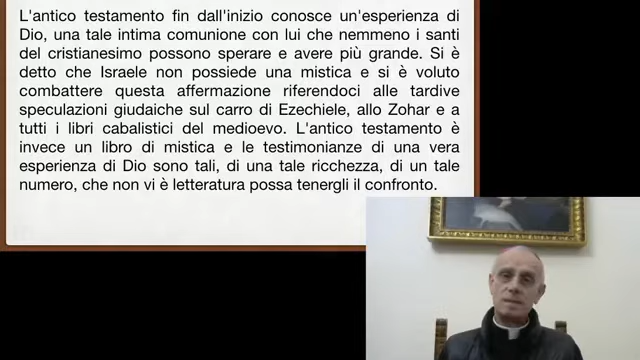 L'antico testamento fin dall'inizio conosce un'esperienza di
Dio, una tale intima comunione con lui che nemmeno i santi
del cristianesimo possono sperare e avere più grande. Si è
detto che Israele non possiede una mistica e si è voluto
combattere questa affermazione riferendoci alle tardive
speculazioni giudaiche sul carro di Ezechiele, allo Zohar e a
tutti i libri cabalistici del medioevo. L'antico testamento è
invece un libro di mistica e le testimonianze di una vera
esperienza di Dio sono tali, di una tale ricchezza, di un tale
numero, che non vi è letteratura possa tenergli il confronto.